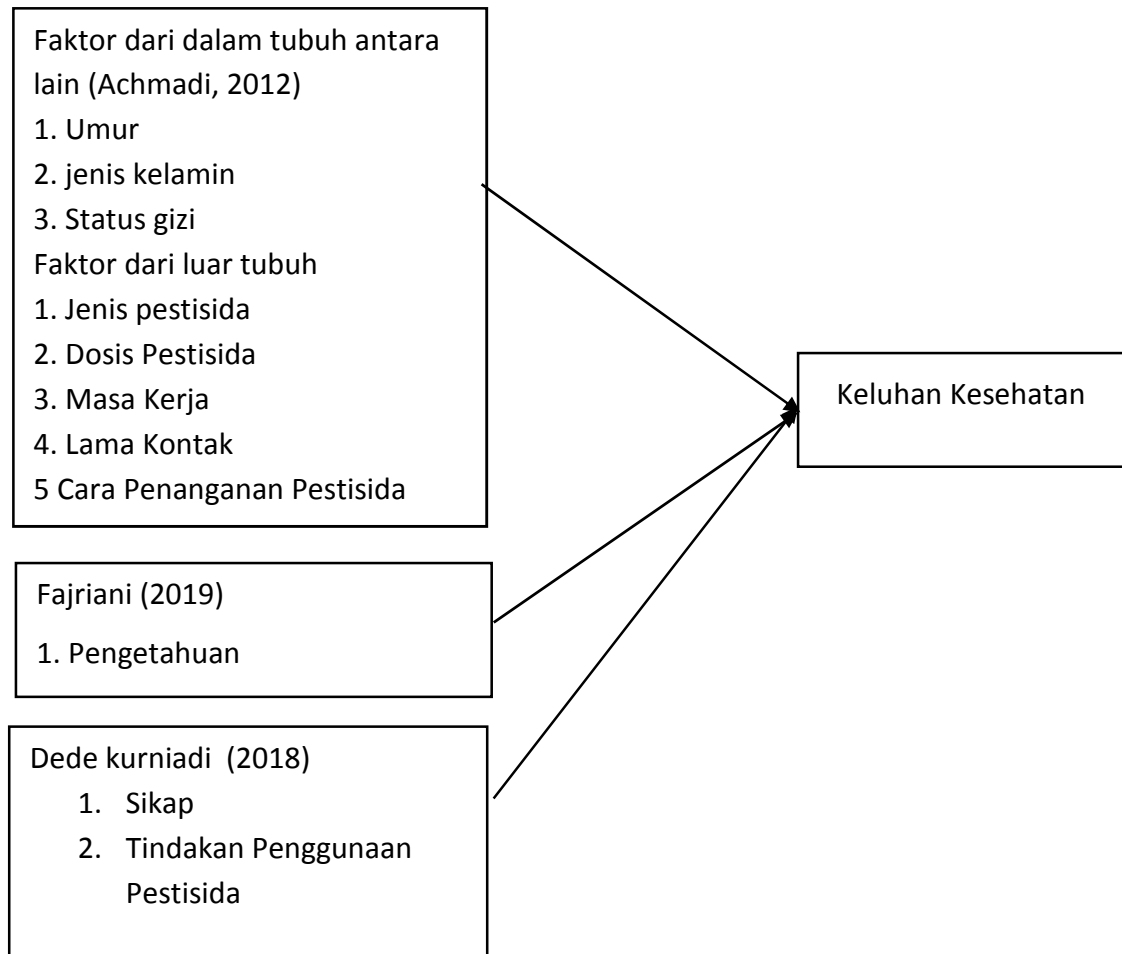 Faktor dari dalam tubuh antara
lain (Achmadi, 2012)
1. Umur
2. jenis kelamin
3. Status gizi
Faktor dari luar tubuh
1. Jenis pestisida
2. Dosis Pestisida
3. Masa Kerja
4. Lama Kontak
5 Cara Penanganan Pestisida
Keluhan Kesehatan
Fajriani (2019)
1. Pengetahuan
Dede kurniadi (2018)
1. Sikap
2. Tindakan Penggunaan
Pestisida